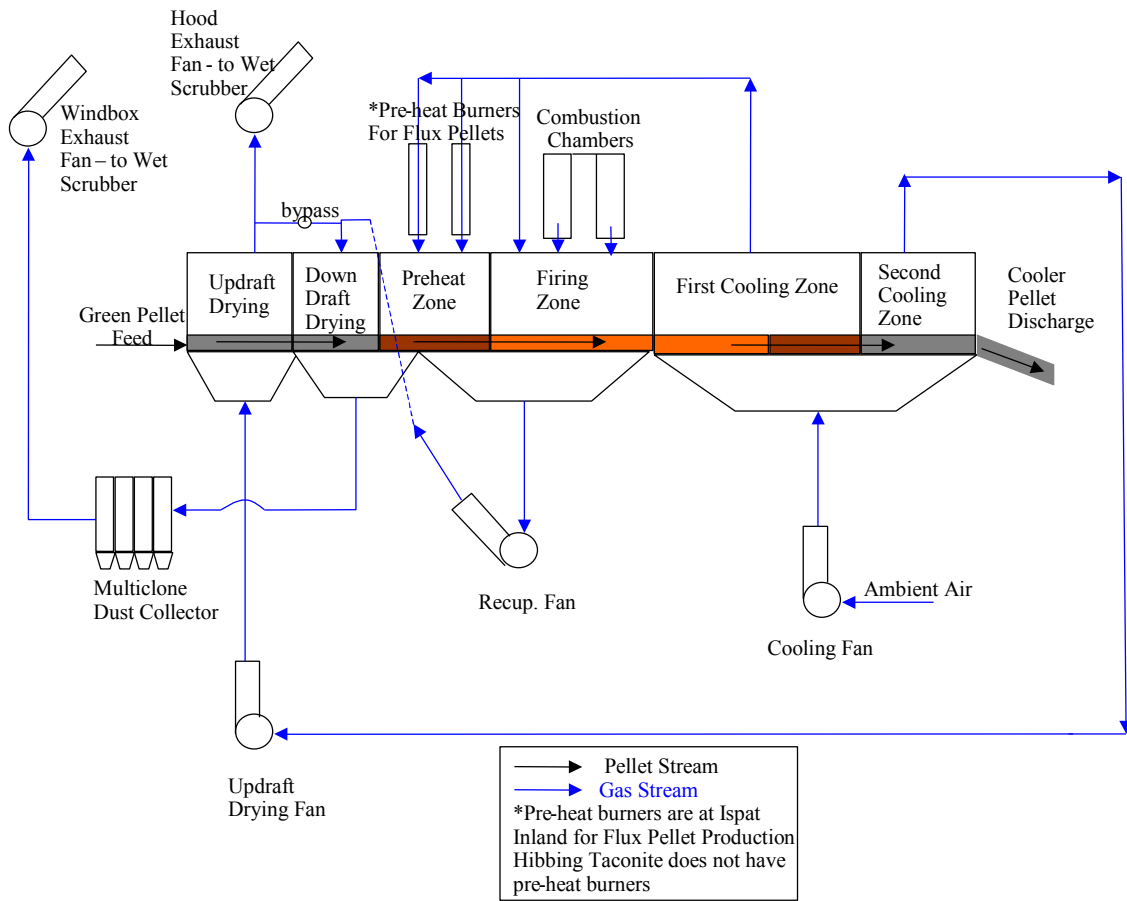 Hood
Exhaust
Fan - to Wet
Scrubber
Windbox
Exhaust
Fan – to Wet
Scrubber
*Pre-heat Burners
For Flux Pellets
Combustion
Chambers
bypass
Updraft
Drying
Down
Draft
Drying
Preheat
Zone
Firing
Zone
First Cooling Zone
Second
Cooling
Zone
Cooler
Pellet
Discharge
Green Pellet
Feed
Multiclone
Dust Collector
Recup. Fan
Ambient Air
Cooling Fan
Updraft
Drying Fan
Pellet Stream
Gas Stream
*Pre-heat burners are at Ispat
Inland for Flux Pellet Production
Hibbing Taconite does not have
pre-heat burners